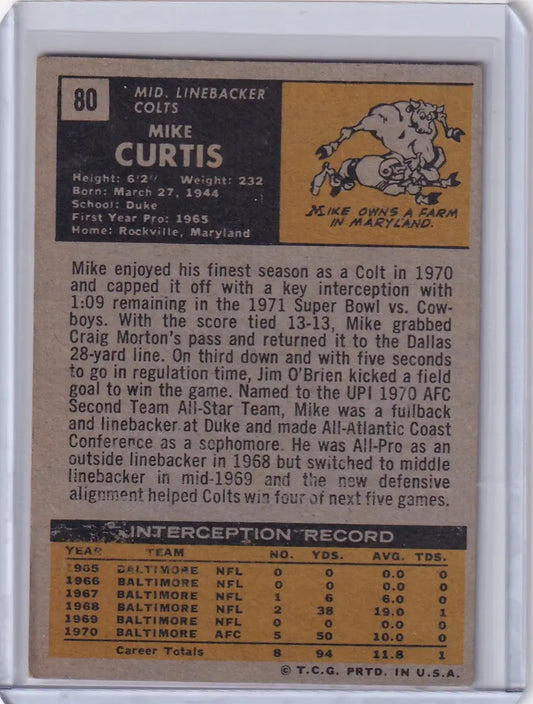 80
MID. LINEBACKER
COLTS
MIKE
CURTIS
Height: 6'2" Weight: 232
Born: March 27, 1944
School: Duke
First Year Pro: 1965
Home: Rockville, Maryland
MIKE OWNS A FARM
IN MARYLAND.
Mike enjoyed his finest season as a Colt in 1970
and capped it off with a key interception with
1:09 remaining in the 1971 Super Bowl vs. Cow-
boys. With the score tied 13-13, Mike grabbed
Craig Morton's pass and returned it to the Dallas
28-yard line. On third down and with five seconds
to go in regulation time, Jim O'Brien kicked a field
goal to win the game. Named to the UPI 1970 AFC
Second Team All-Star Team, Mike was a fullback
and linebacker at Duke and made All-Atlantic Coast
Conference as a sophomore. He was All-Pro as an
outside linebacker in 1968 but switched to middle
linebacker in mid-1969 and the new defensive
alignment helped Colts win four of next five games.
INTERCEPTION RECORD
YEAR TEAM NO. YDS. AVG. TDS.
1965 BALTIMORE NFL 0 0 0.0 0
1966 BALTIMORE NFL 0 0 0.0 0
1967 BALTIMORE NFL 1 6 6.0 0
1968 BALTIMORE NFL 2 38 19.0 1
1969 BALTIMORE NFL 0 0 0.0 0
1970 BALTIMORE AFC 5 50 10.0 0
Career Totals 8 94 11.8 1
© T.C.G. PRTD. IN U.S.A.